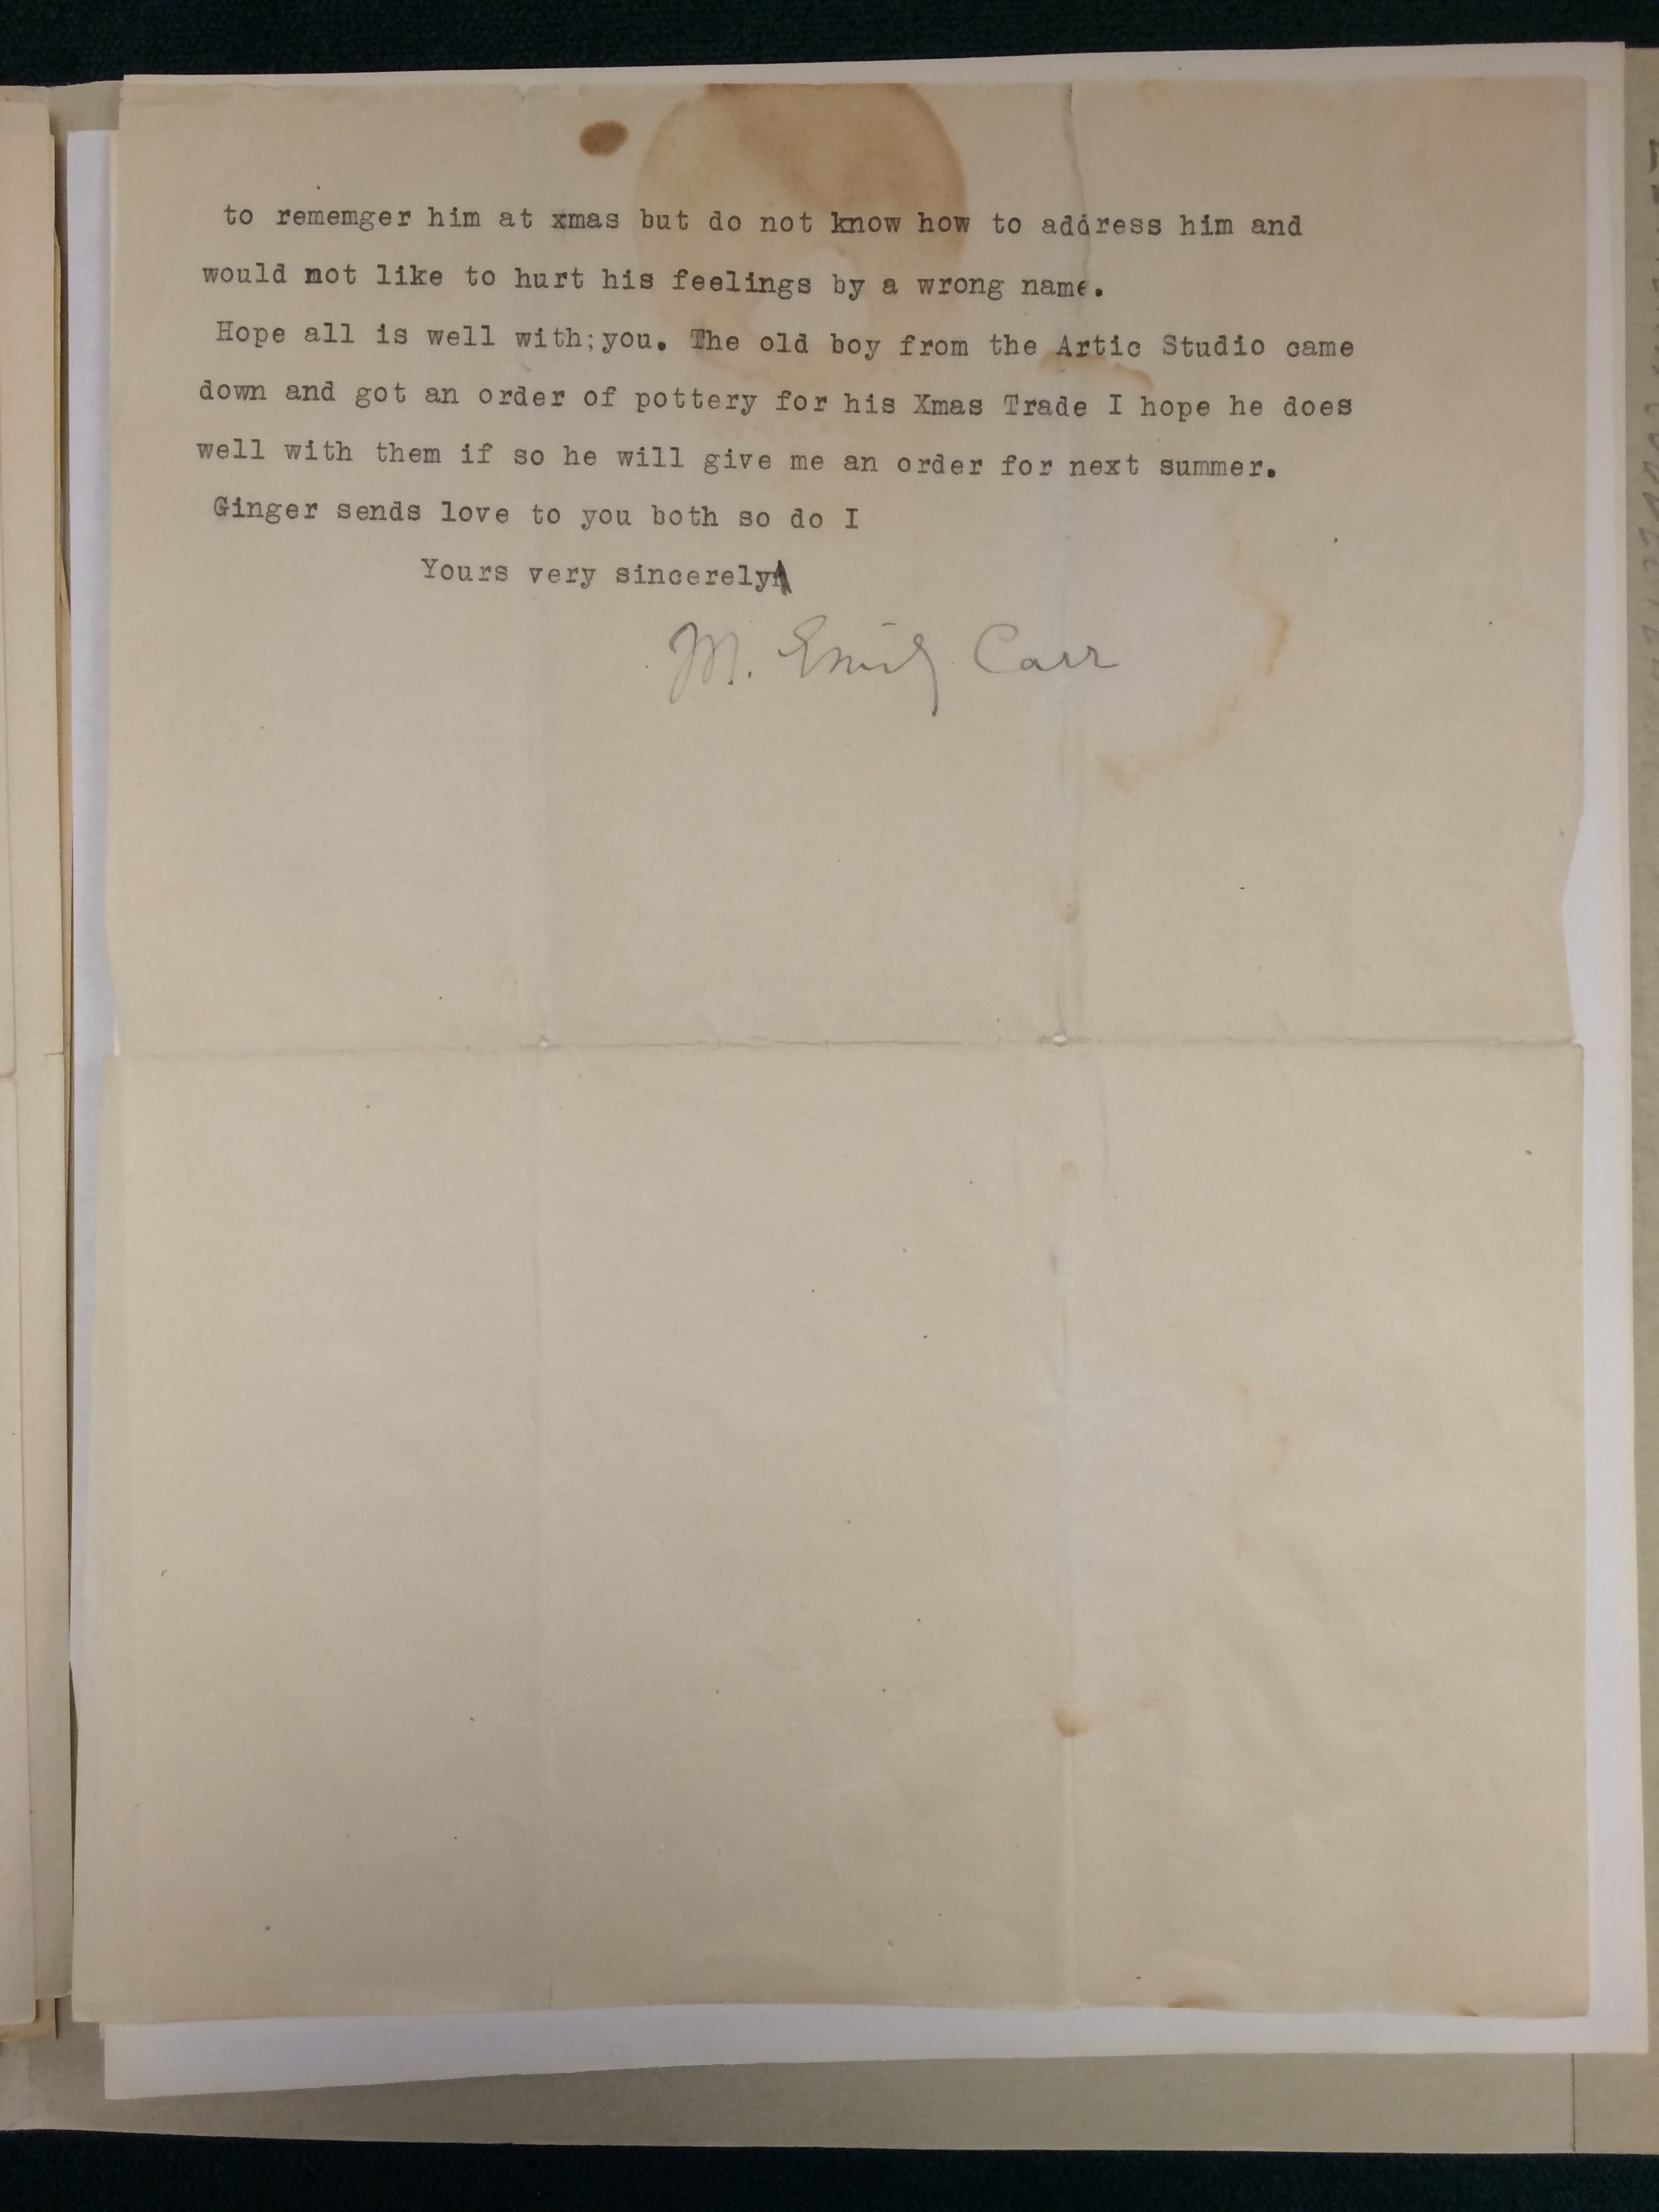 to rememger him at xmas but do not know how to address him and
would not like to hurt his feelings by a wrong name.
Hope all is well with;you. The old boy from the Artic Studio came
down and got an order of pottery for his Xmas Trade I hope he does
well with them if so he will give me an order for next summer.
Ginger sends love to you both so do I
Yours very sincerely
M. Emily Carr